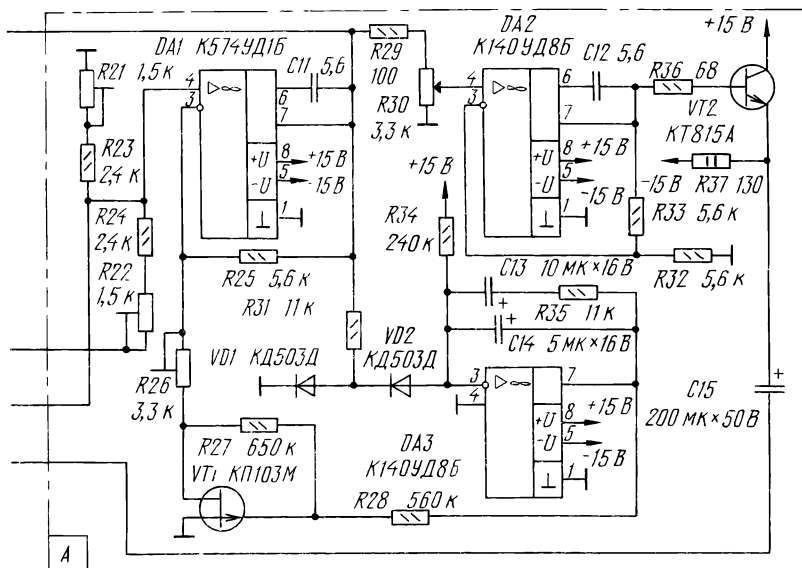 DA1 К574УД1Б
R21
1,5 к
4
3
▷∞
C11 5,6
6
7
+U 8 +15 В
-U 5 -15 В
⊥ 1
R23
2,4 к
R24
2,4 к
R22
1,5 к
R25 5,6 к
R26
3,3 к
R27 650 к
VT1 КП103М
R28 560 к
R29
100
R30
3,3 к
R31 11 к
VD1 КД503Д
VD2
КД503Д
DA2
К140УД8Б
4
3
▷∞
C12 5,6
6
7
+U 8 +15 В
-U 5 -15 В
⊥ 1
+15 В
R34
240 к
R36 68
+15 В
VT2
КТ815А
-15 В R37 130
R33 5,6 к
R32 5,6 к
C13 10 МК×16 В
R35 11 к
C14 5 МК×16 В
DA3
К140УД8Б
3
4
▷∞
7
+U 8 +15 В
-U 5 -15 В
⊥ 1
C15
200 МК×50 В
+
+
+
А